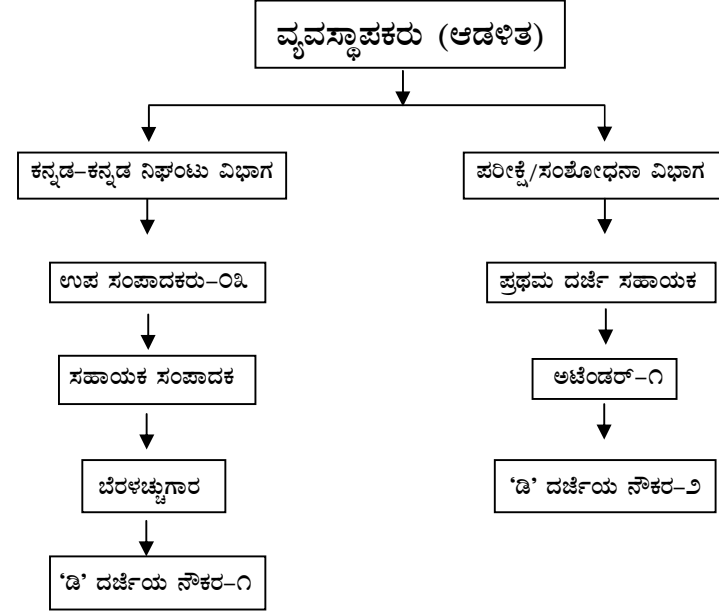 ವ್ಯವಸ್ಥಾಪಕರು (ಆಡಳಿತ)
ಕನ್ನಡ–ಕನ್ನಡ ನಿಘಂಟು ವಿಭಾಗ
ಪರೀಕ್ಷೆ/ಸಂಶೋಧನಾ ವಿಭಾಗ
ಉಪ ಸಂಪಾದಕರು–೦೩
ಪ್ರಥಮ ದರ್ಜೆ ಸಹಾಯಕ
ಸಹಾಯಕ ಸಂಪಾದಕ
ಅಟೆಂಡರ್–೧
ಬೆರಳಚ್ಚುಗಾರ
‘ಡಿ’ ದರ್ಜೆಯ ನೌಕರ–೨
‘ಡಿ’ ದರ್ಜೆಯ ನೌಕರ–೧